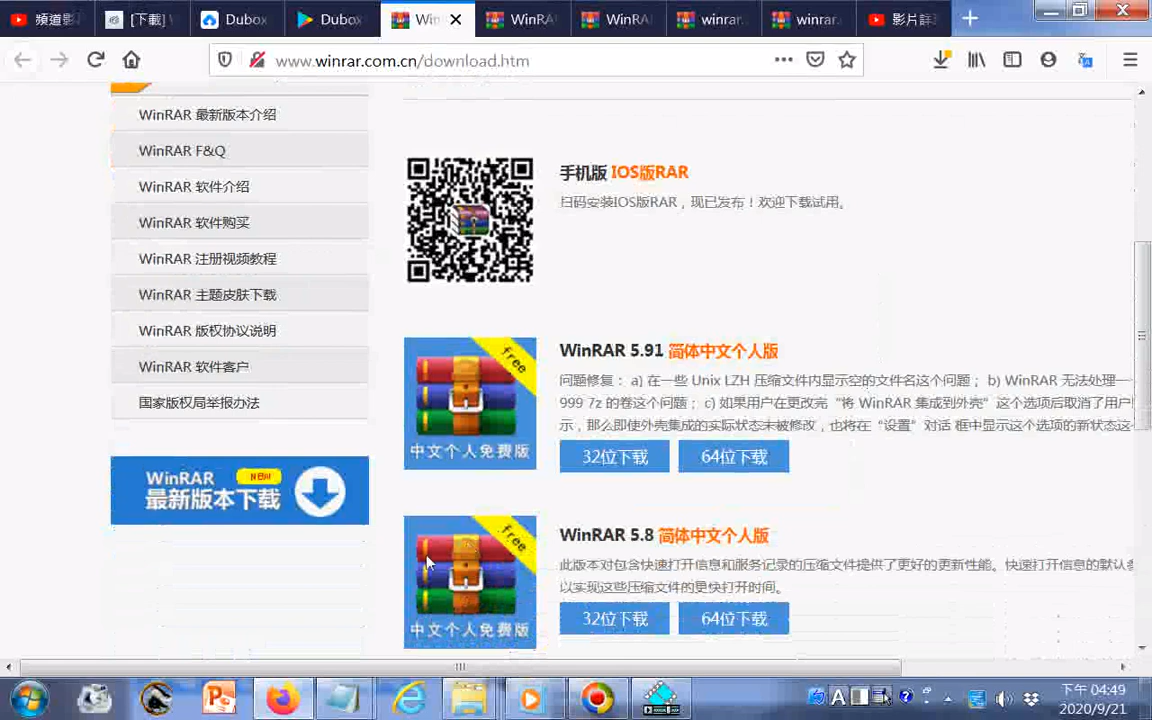 頻道影
[下載]
Dubox
Dubox
Win
WinRA
WinRA
winrar.
winrar.
影片詳
www.winrar.com.cn/download.htm
WinRAR 最新版本介绍
WinRAR F&Q
WinRAR 软件介绍
WinRAR 软件购买
WinRAR 注册视频教程
WinRAR 主题皮肤下载
WinRAR 版权协议说明
WinRAR 软件客户
国家版权局举报办法
WinRAR NEW
最新版本下载
手机版 IOS版RAR
扫码安装IOS版RAR，现已发布！欢迎下载试用。
free
中文个人免费版
WinRAR 5.91 简体中文个人版
问题修复： a) 在一些 Unix LZH 压缩文件内显示空的文件名这个问题； b) WinRAR 无法处理一
999 7z 的卷这个问题； c) 如果用户在更改完“将 WinRAR 集成到外壳”这个选项后取消了用户
示，那么即使外壳集成的实际状态未被修改，也将在“设置”对话 框中显示这个选项的新状态这
32位下载 64位下载
free
中文个人免费版
WinRAR 5.8 简体中文个人版
此版本对包含快速打开信息和服务记录的压缩文件提供了更好的更新性能。快速打开信息的默认
以实现这些压缩文件的更快打开时间。
32位下载 64位下载
A
下午 04:49
2020/9/21